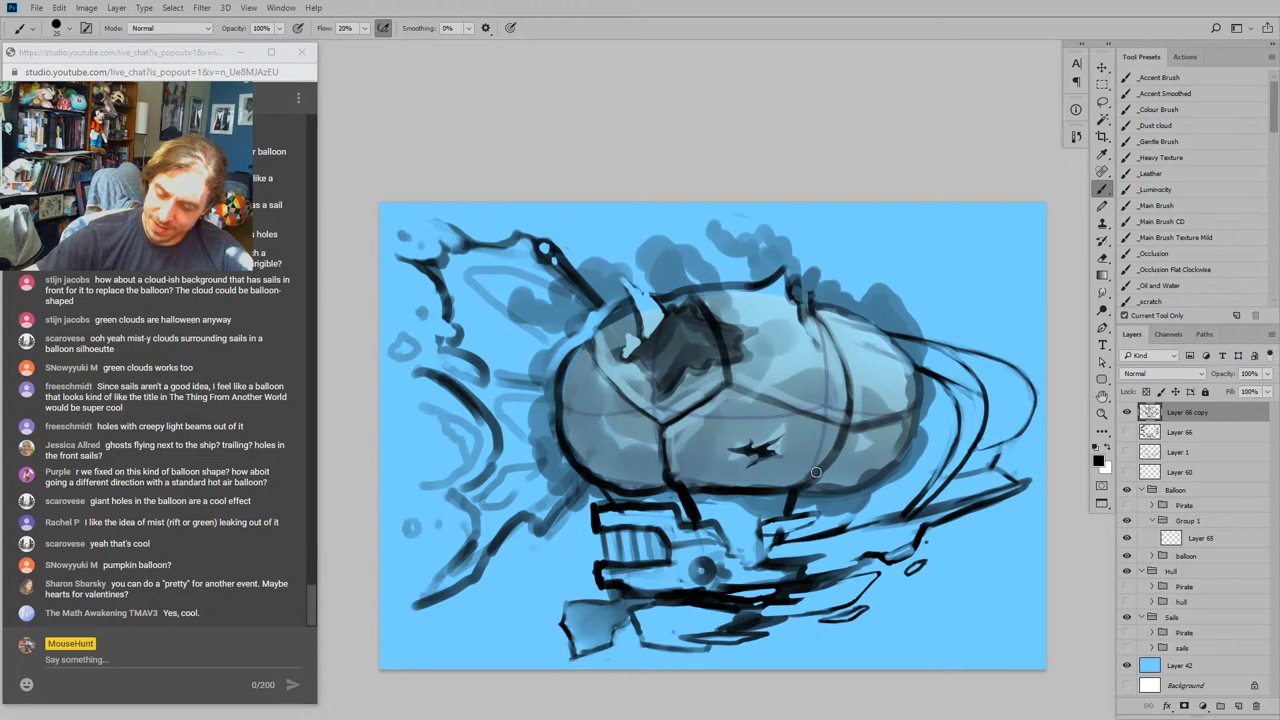 Ps File Edit Image Layer Type Select Filter 3D View Window Help
25 Mode: Normal Opacity: 100% Flow: 20% Smoothing: 0%
https://studio.youtube.com/live_chat?is_popout=1&v=n...
studio.youtube.com/live_chat?is_popout=1&v=n_Ue8MJAzEU
r balloon
like a
as a sail
s holes
ch a
irigible?
stijn jacobs how about a cloud-ish background that has sails in
front for it to replace the balloon? The cloud could be balloon-
shaped
stijn jacobs green clouds are halloween anyway
scarovese ooh yeah mist-y clouds surrounding sails in a
balloon silhoeutte
SNowyyuki M green clouds works too
freeschmidt Since sails aren't a good idea, I feel like a balloon
that looks kind of like the title in The Thing From Another World
would be super cool
freeschmidt holes with creepy light beams out of it
Jessica Allred ghosts flying next to the ship? trailing? holes in
the front sails?
Purple r we fixed on this kind of balloon shape? how aboit
going a different direction with a standard hot air balloon?
scarovese giant holes in the balloon are a cool effect
Rachel P I like the idea of mist (rift or green) leaking out of it
scarovese yeah that's cool
SNowyyuki M pumpkin balloon?
Sharon Sbarsky you can do a "pretty" for another event. Maybe
hearts for valentines?
The Math Awakening TMAV3 Yes, cool.
MouseHunt
Say something...
0/200
Tool Presets Actions
_Accent Brush
_Accent Smoothed
_Colour Brush
_Dust cloud
_Gentle Brush
_Heavy Texture
_Leather
_Luminocity
_Main Brush
_Main Brush CD
_Main Brush Texture Mild
_Occlusion
_Occlusion Flat Clockwise
_Oil and Water
_scratch
Current Tool Only
Layers Channels Paths
Kind
Normal Opacity: 100%
Lock: Fill: 100%
Layer 66 copy
Layer 66
Layer 1
Layer 60
Balloon
Pirate
Group 1
Layer 65
balloon
Hull
Pirate
hull
Sails
Pirate
sails
Layer 42
Background